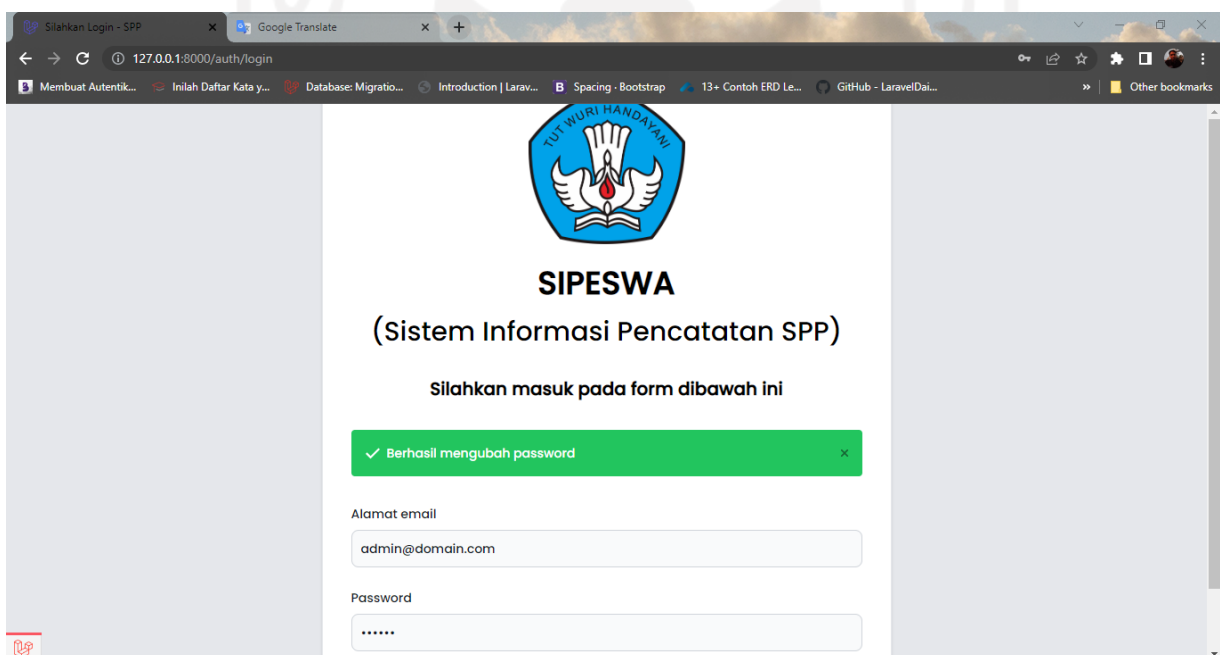 Silahkan Login - SPP
Google Translate
127.0.0.1:8000/auth/login
Membuat Autentik...
Inilah Daftar Kata y...
Database: Migratio...
Introduction | Larav...
B Spacing · Bootstrap
13+ Contoh ERD Le...
GitHub - LaravelDai...
»
Other bookmarks
TUT WURI HANDAYANI
SIPESWA
(Sistem Informasi Pencatatan SPP)
Silahkan masuk pada form dibawah ini
Berhasil mengubah password
Alamat email
admin@domain.com
Password
••••••